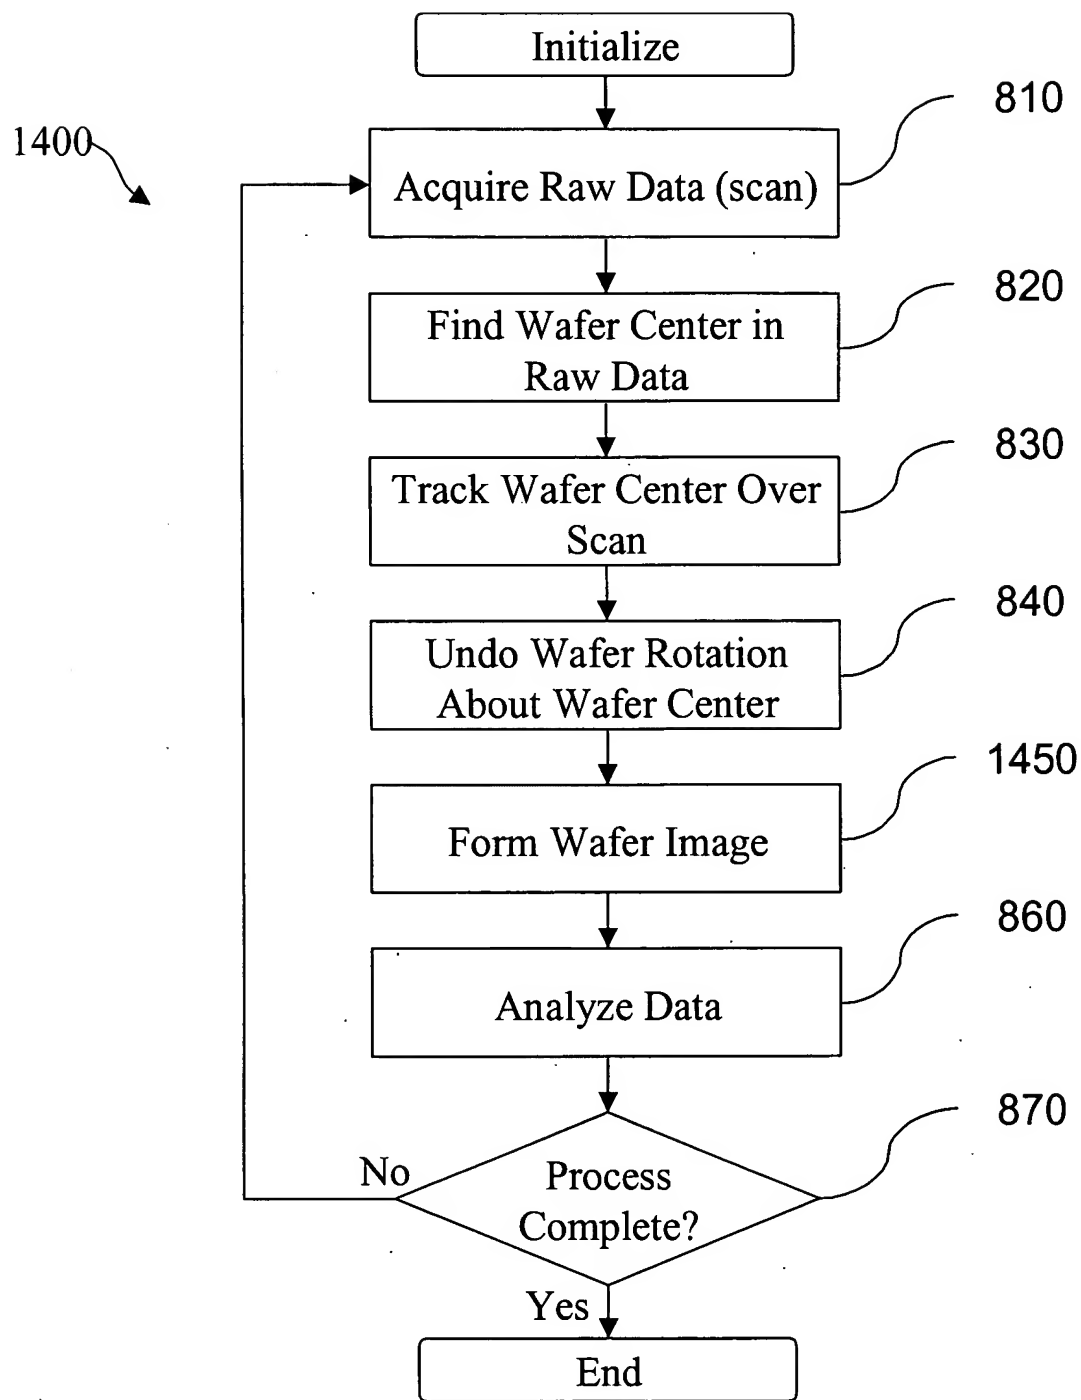 Initialize
810
1400
Acquire Raw Data (scan)
820
Find Wafer Center in
Raw Data
830
Track Wafer Center Over
Scan
840
Undo Wafer Rotation
About Wafer Center
1450
Form Wafer Image
860
Analyze Data
870
No
Process
Complete?
Yes
End